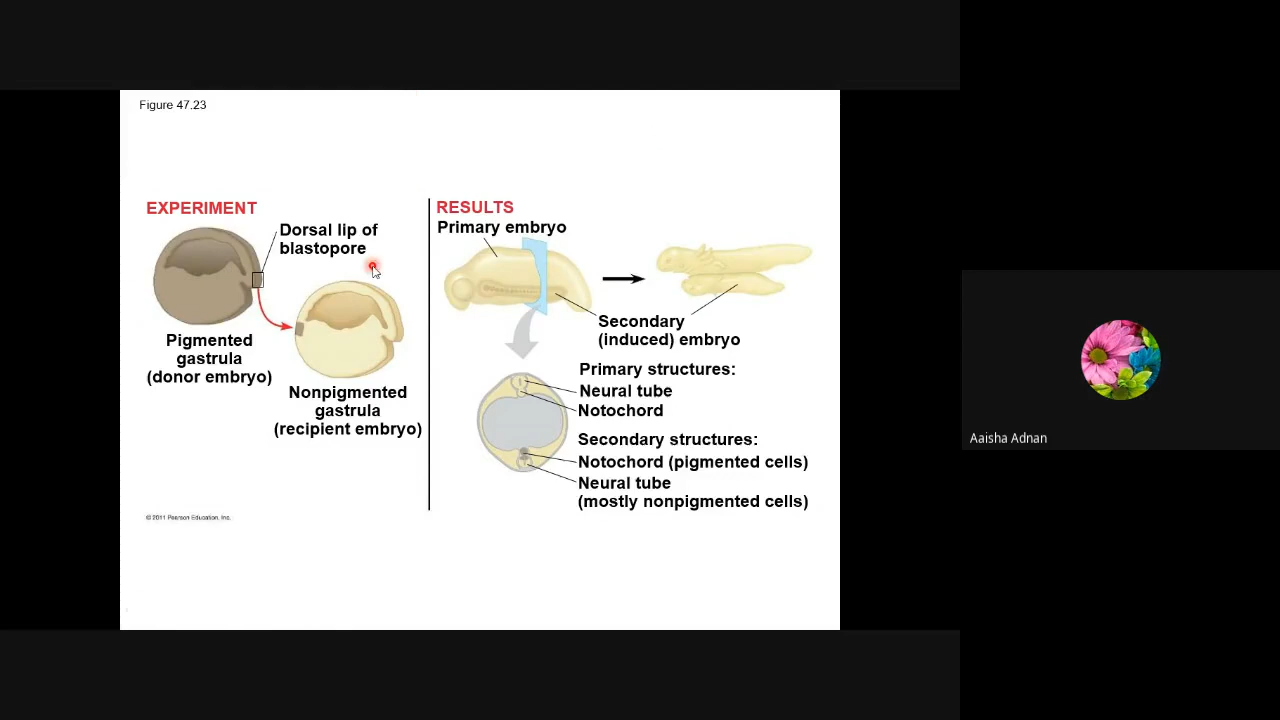 Figure 47.23
EXPERIMENT
Dorsal lip of
blastopore
Pigmented
gastrula
(donor embryo)
Nonpigmented
gastrula
(recipient embryo)
RESULTS
Primary embryo
Secondary
(induced) embryo
Primary structures:
Neural tube
Notochord
Secondary structures:
Notochord (pigmented cells)
Neural tube
(mostly nonpigmented cells)
© 2011 Pearson Education, Inc.
Aaisha Adnan